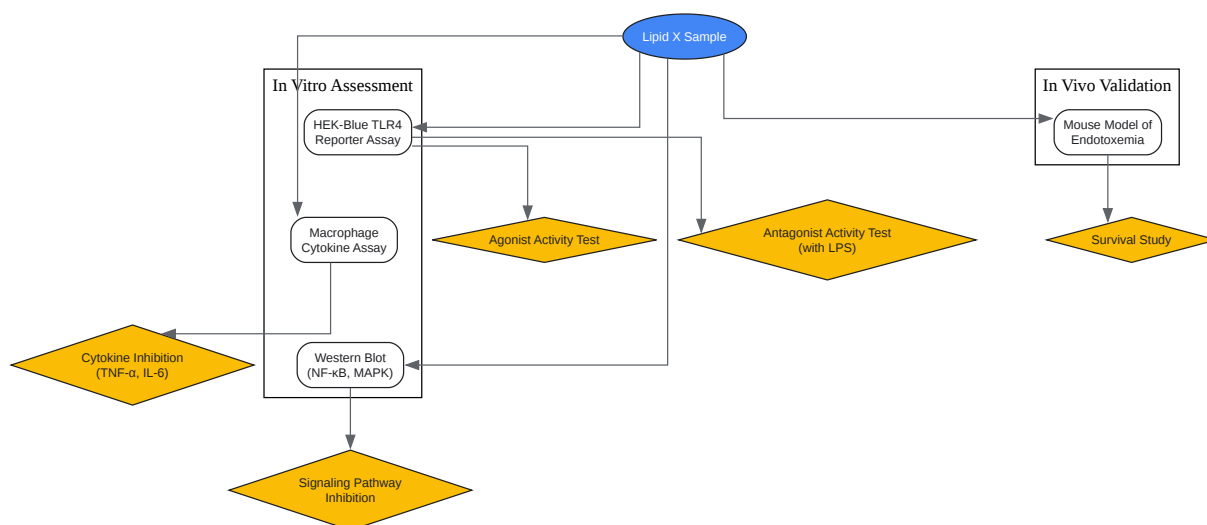 Lipid X Sample
In Vitro Assessment
In Vivo Validation
HEK-Blue TLR4
Reporter Assay
Mouse Model of
Endotoxemia
Macrophage
Cytokine Assay
Agonist Activity Test
Antagonist Activity Test
(with LPS)
Survival Study
Cytokine Inhibition
(TNF-α, IL-6)
Western Blot
(NF-κB, MAPK)
Signaling Pathway
Inhibition